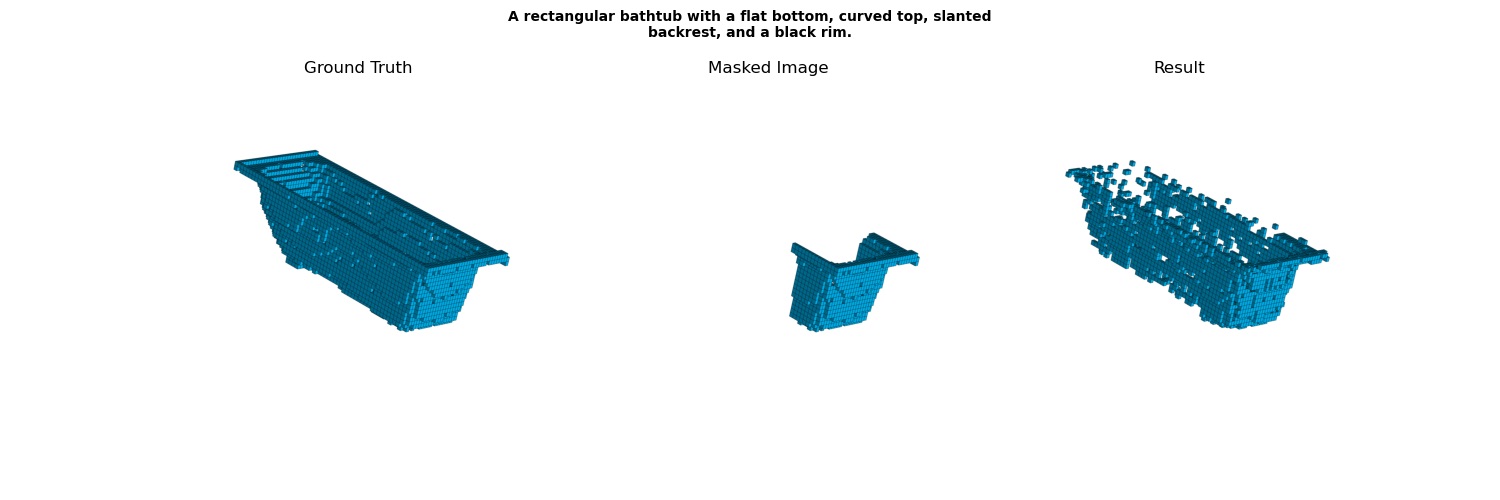 A rectangular bathtub with a flat bottom, curved top, slanted
backrest, and a black rim.
Ground Truth
Masked Image
Result